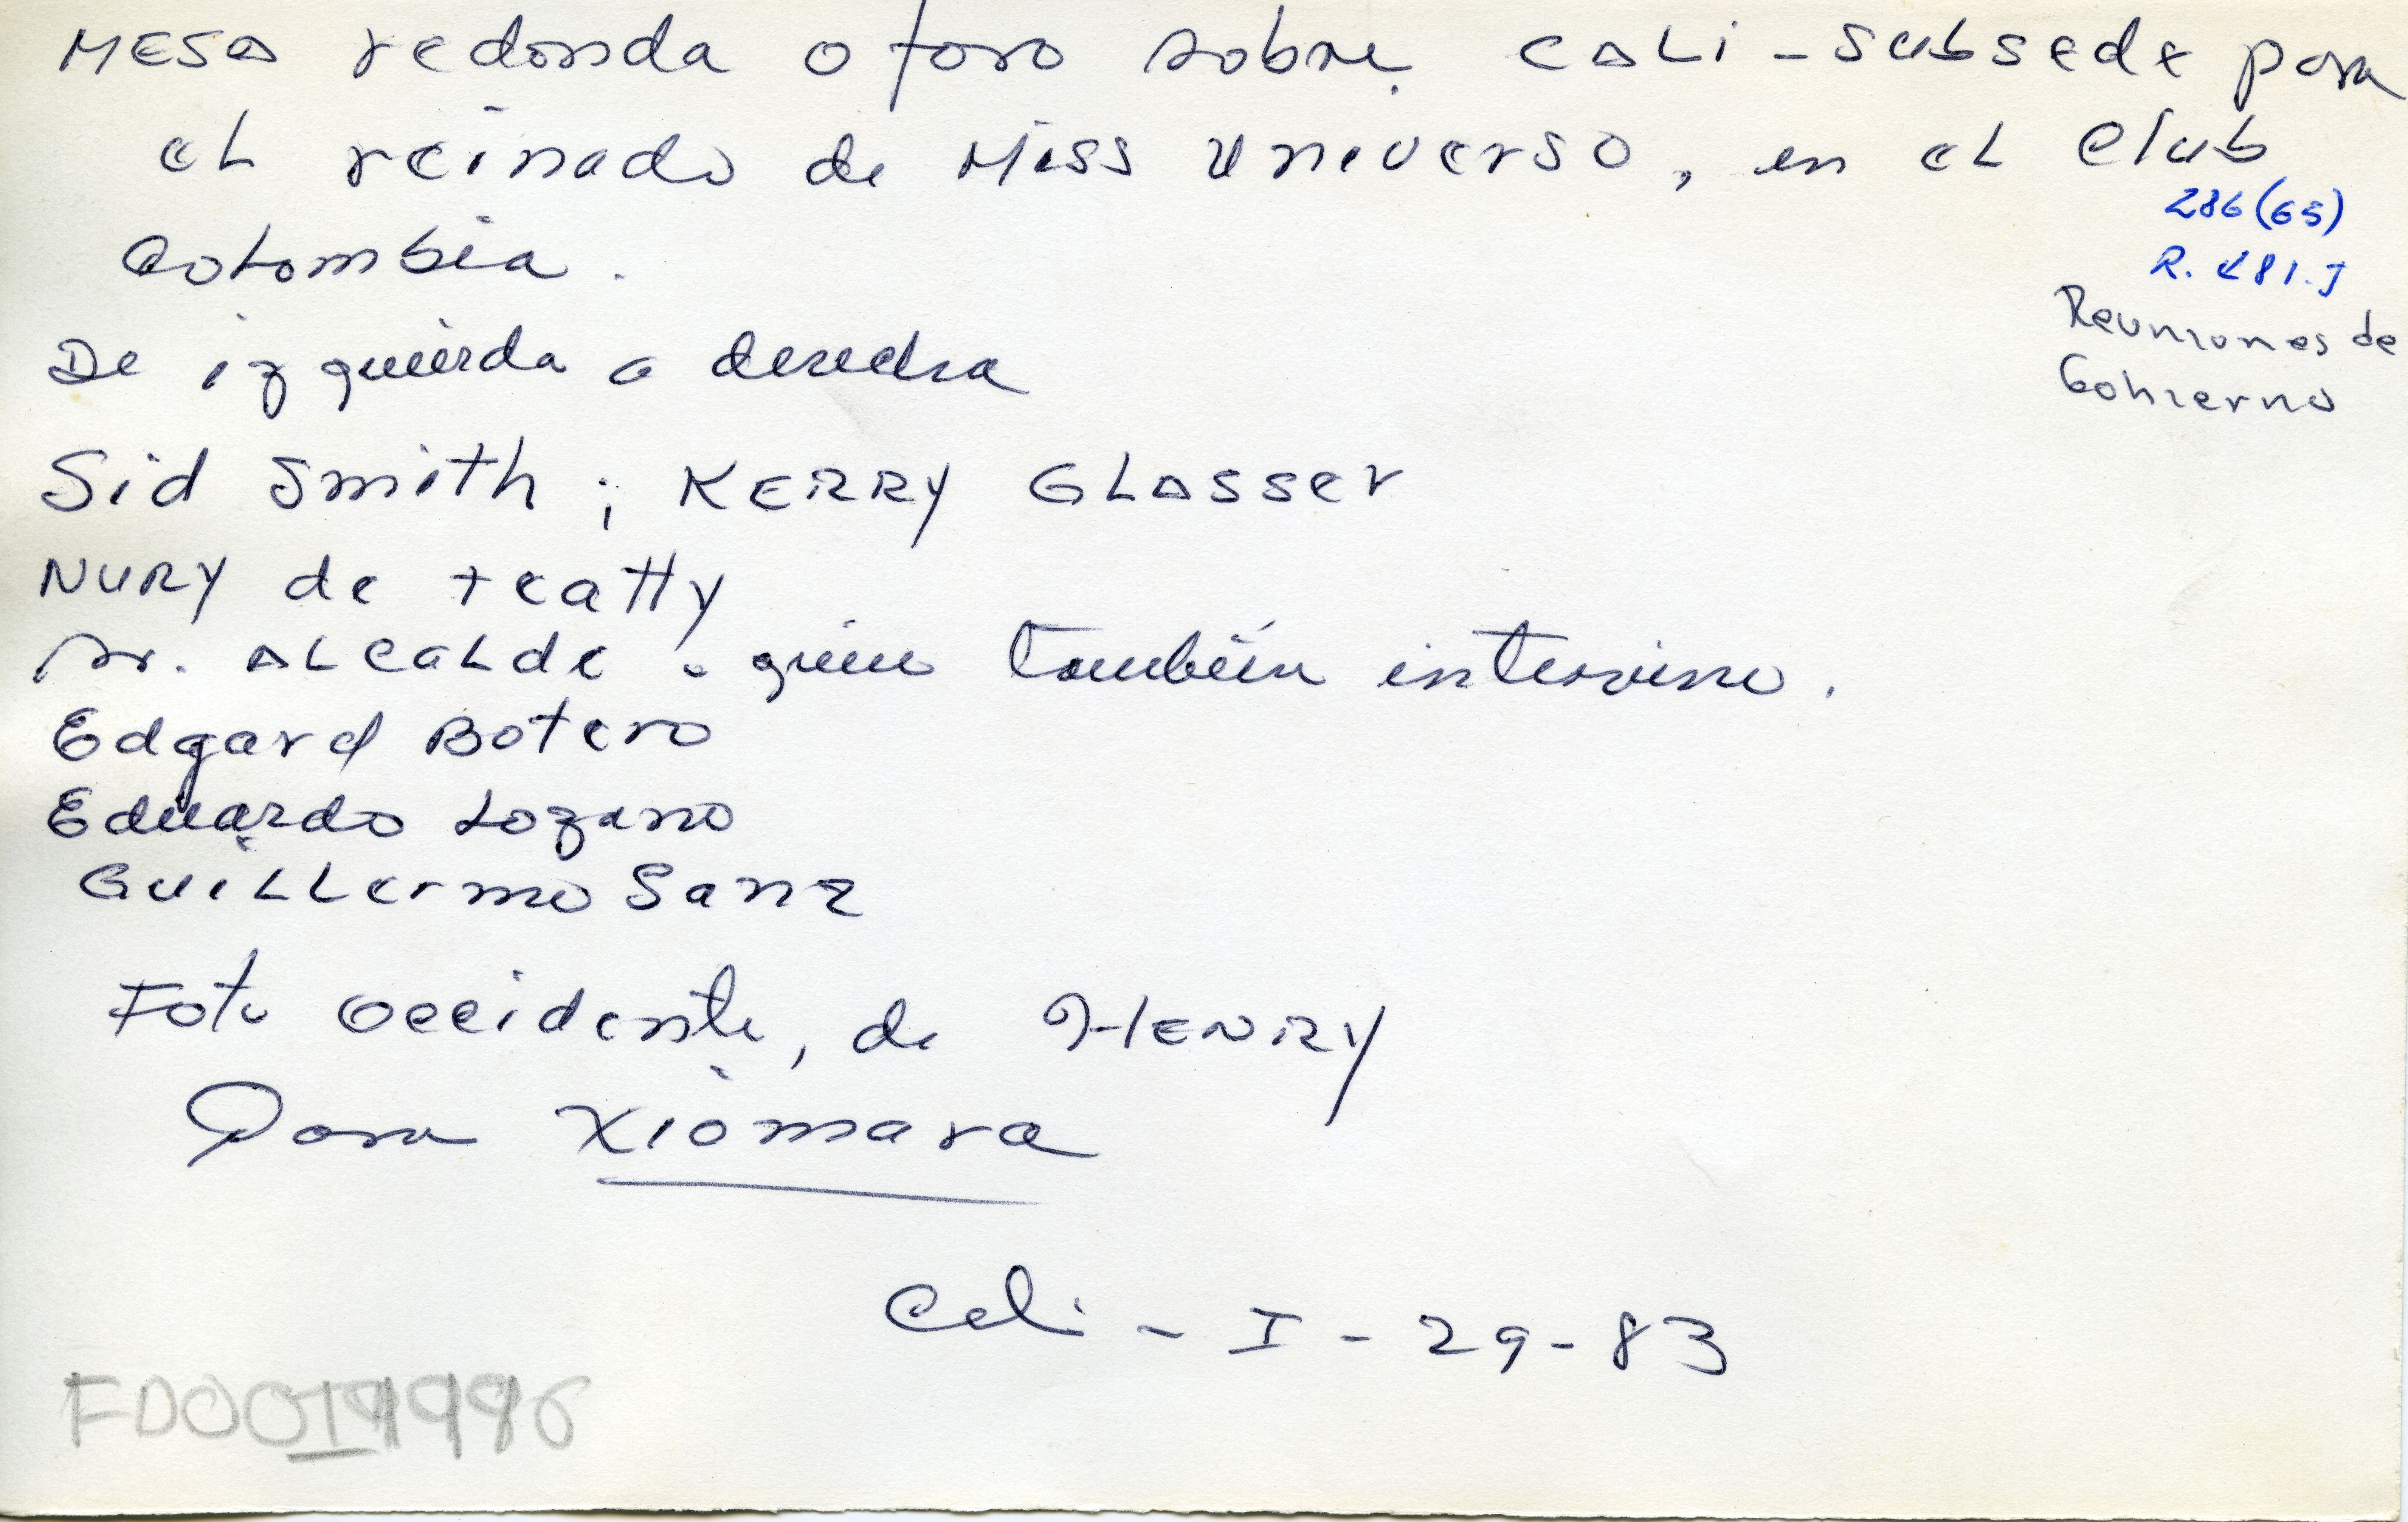 MESA redonda o foro sobre CALi - subsede para
el reinado de Miss Universo, en el Club
Colombia.
286(65)
R. 481.J
Reuniones de
Gobierno
De izquierda a derecha
Sid Smith ; KERRY GLASSER
NURY de teatty
Sr. ALCALde - quien también intervino.
Edgard Botero
Eduardo Lozano
GuiLLermo Sanz
Foto Occidente, de HENRY
Para Xiomara
Cali - I - 29 - 83